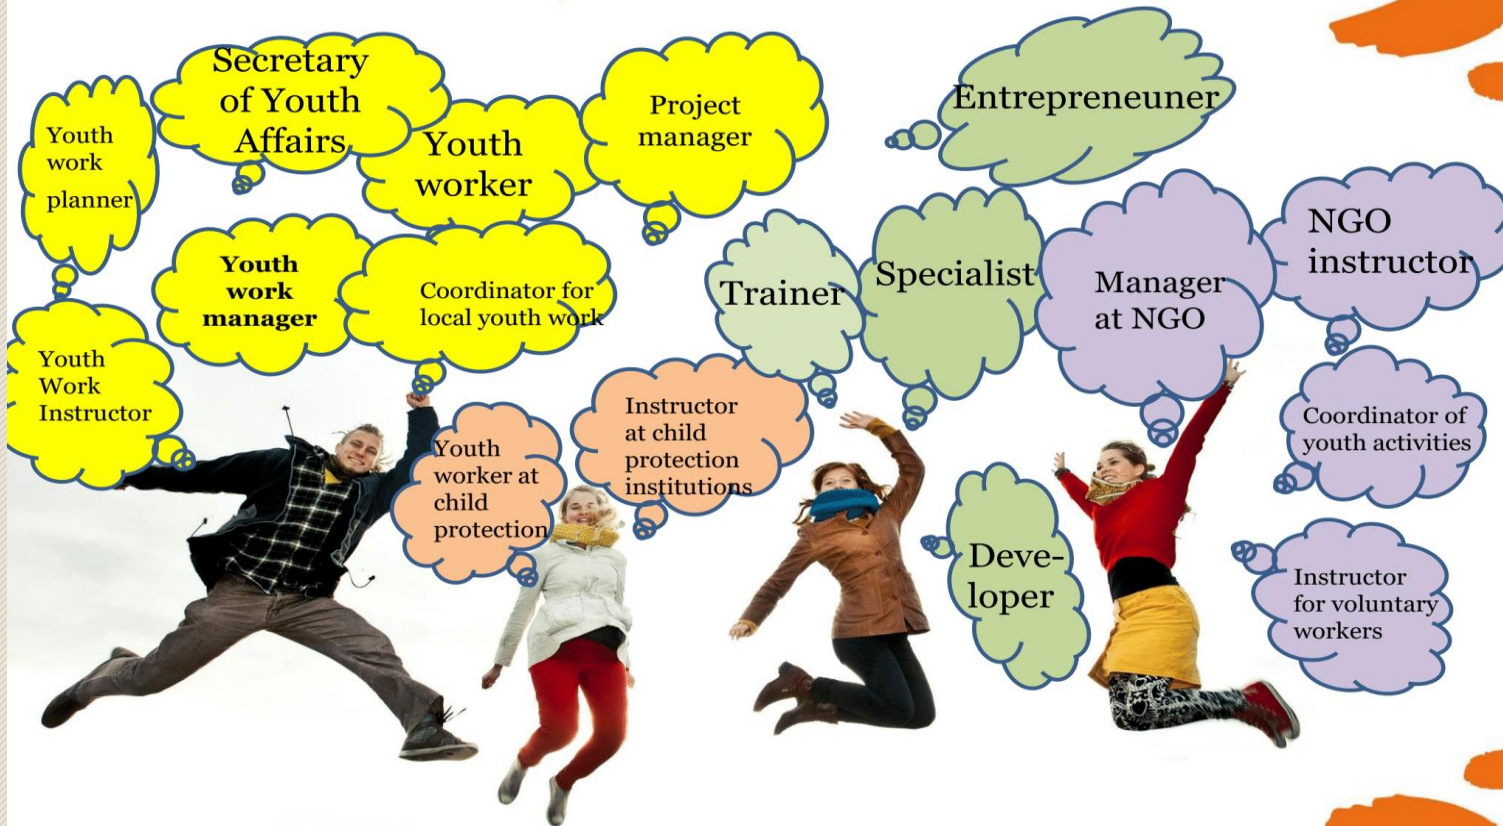 Secretary
of Youth
Affairs
Youth
work
planner
Youth
worker
Project
manager
Entrepreneuner
Youth
work
manager
Coordinator for
local youth work
Trainer
Specialist
Manager
at NGO
NGO
instructor
Youth
Work
Instructor
Youth
worker at
child
protection
Instructor
at child
protection
institutions
Coordinator of
youth activities
Deve-
loper
Instructor
for voluntary
workers